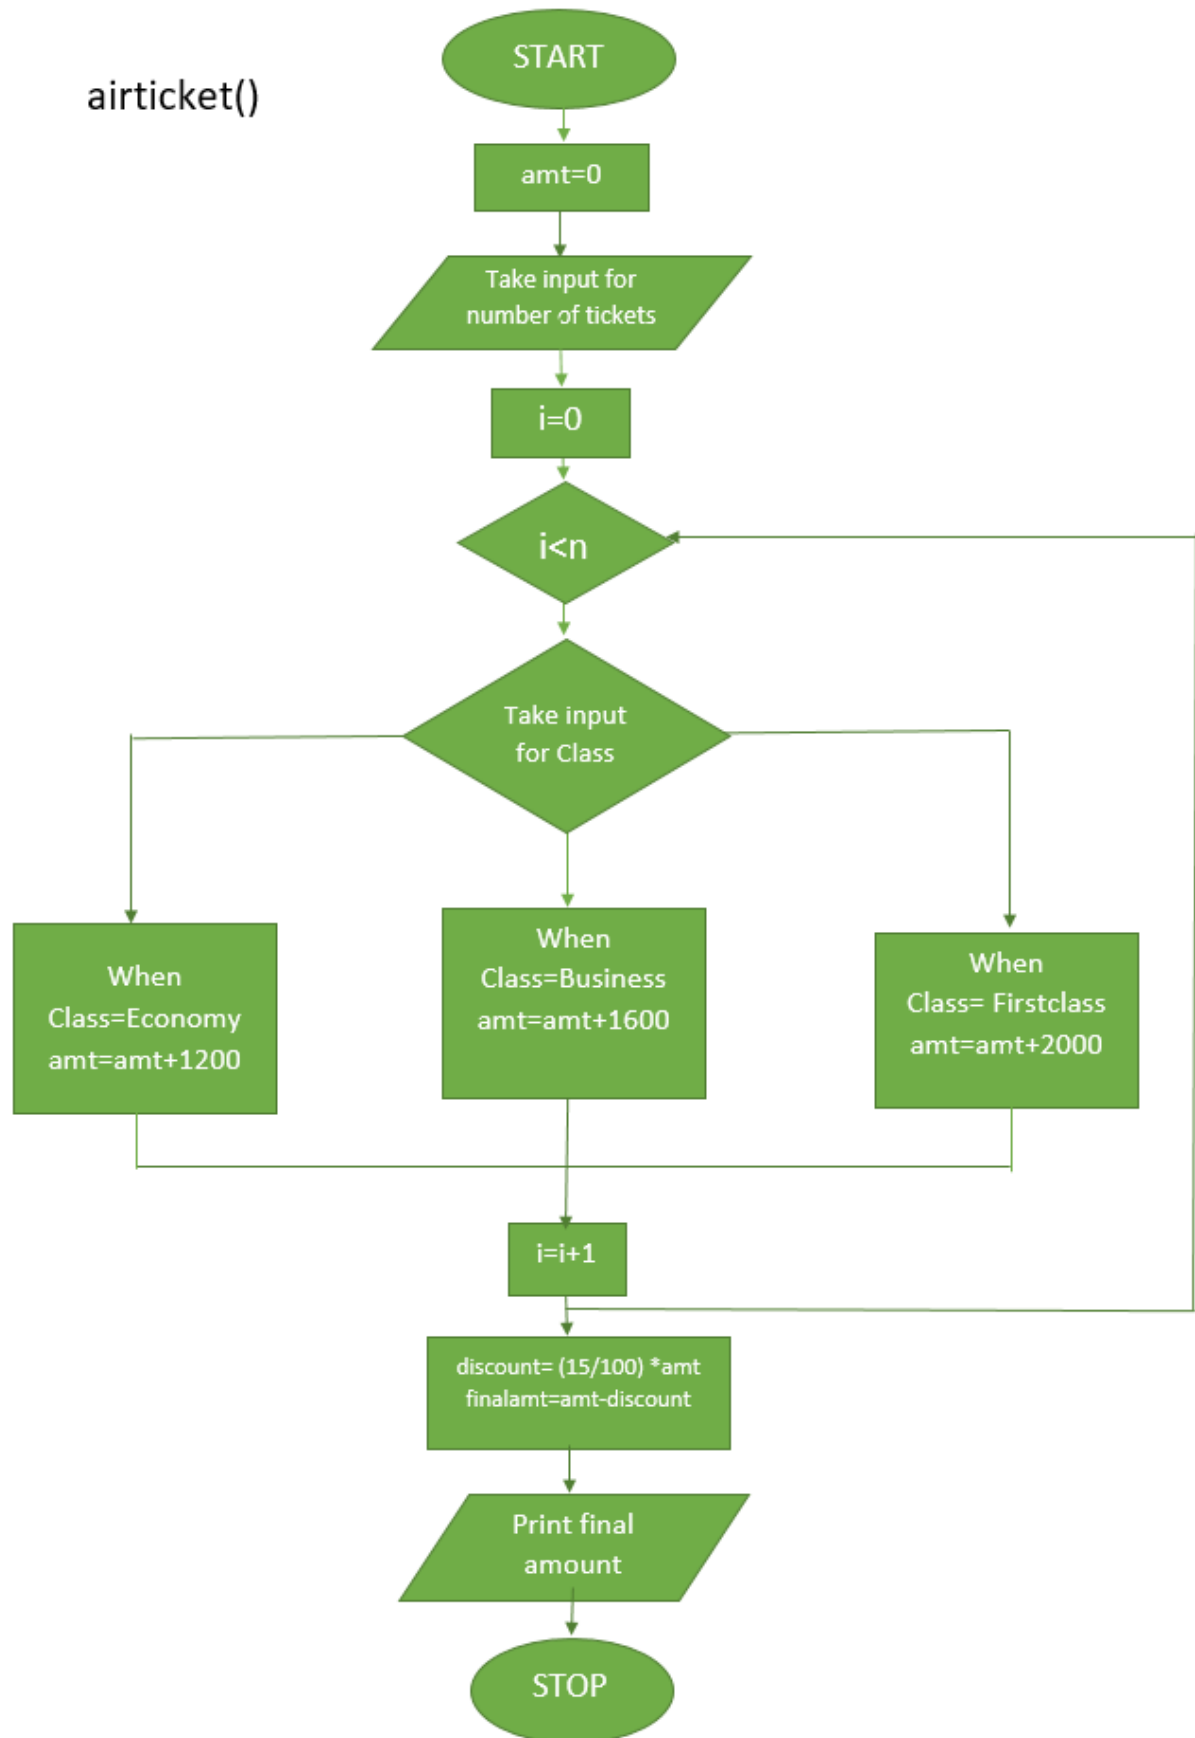 START
airticket()
amt=0
Take input for
number of tickets
i=0
i<n
Take input
for Class
When
Class=Economy
amt=amt+1200
When
Class=Business
amt=amt+1600
When
Class= Firstclass
amt=amt+2000
i=i+1
discount= (15/100) *amt
finalamt=amt-discount
Print final
amount
STOP